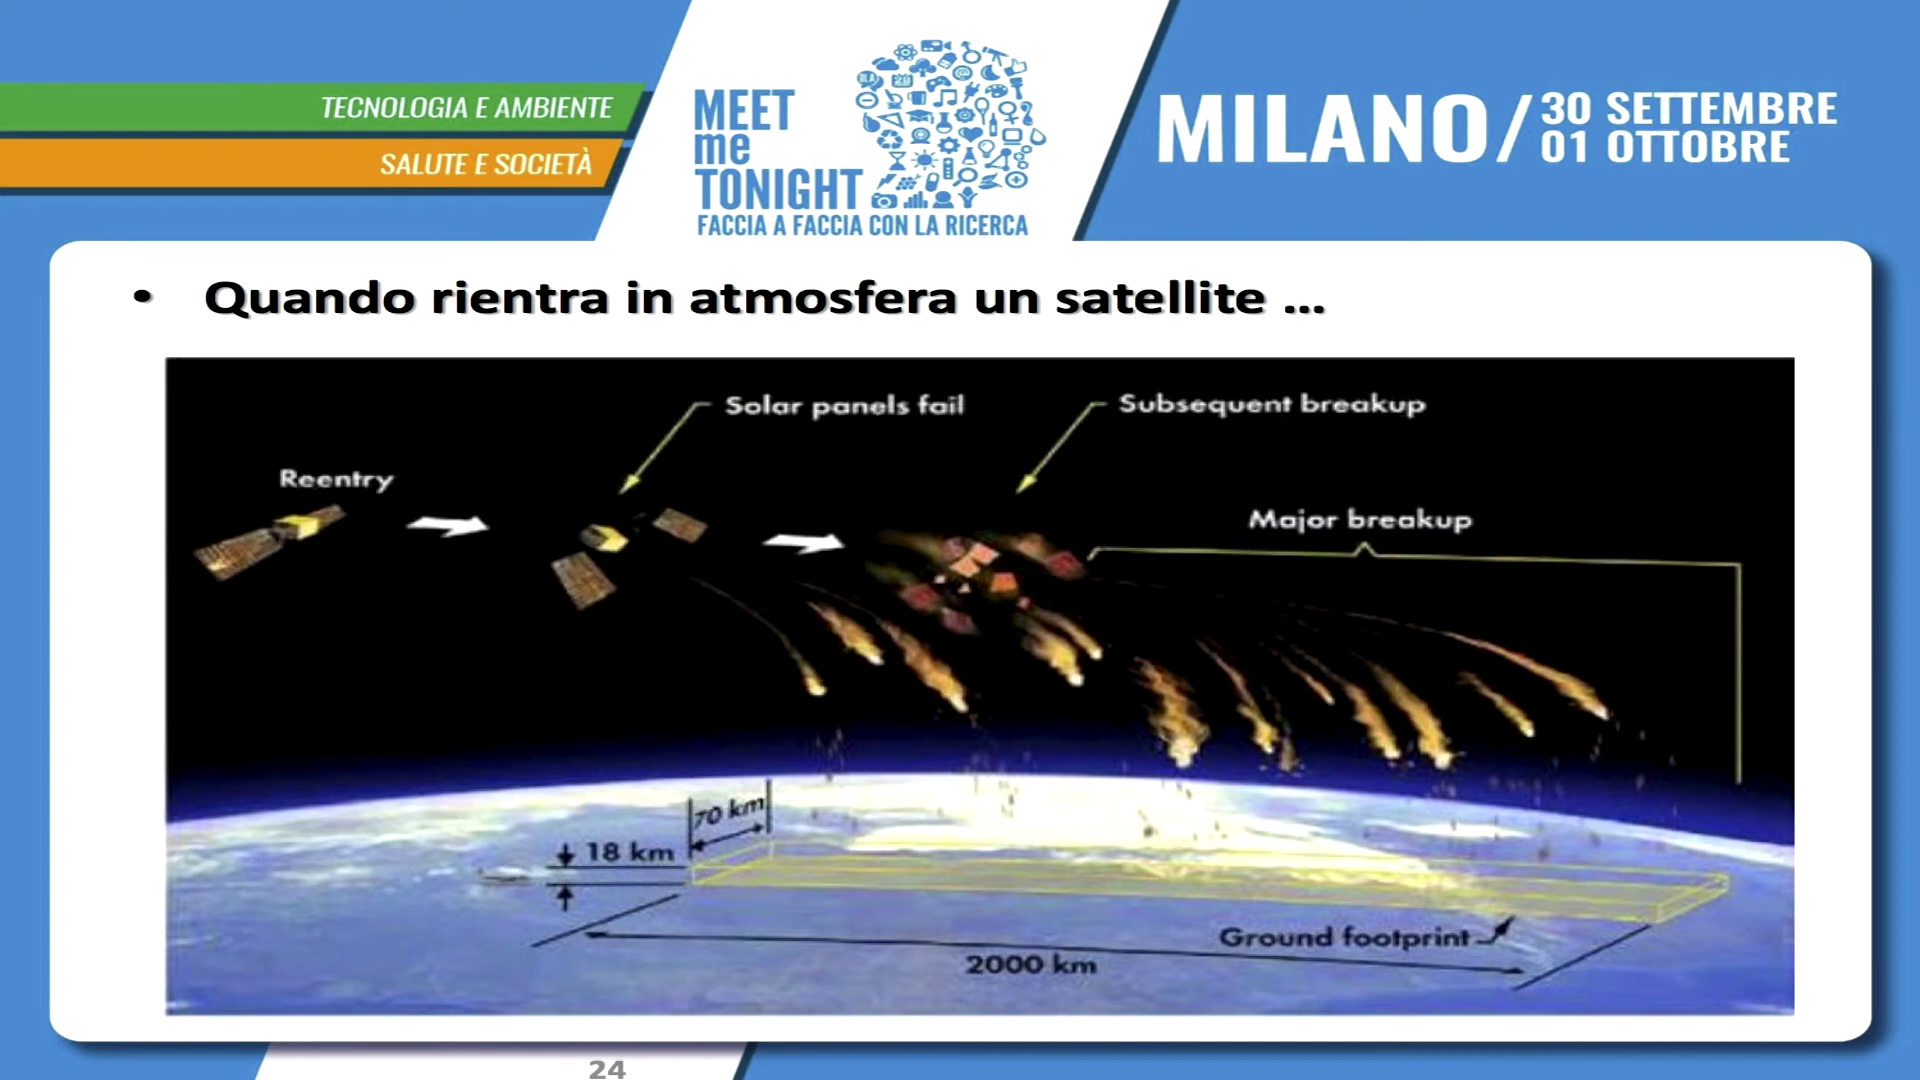 TECNOLOGIA E AMBIENTE
SALUTE E SOCIETÀ
MEET
me
TONIGHT
FACCIA A FACCIA CON LA RICERCA
MILANO/
30 SETTEMBRE
01 OTTOBRE
• Quando rientra in atmosfera un satellite ...
Solar panels fail
Subsequent breakup
Reentry
Major breakup
70 km
18 km
Ground footprint
2000 km
24